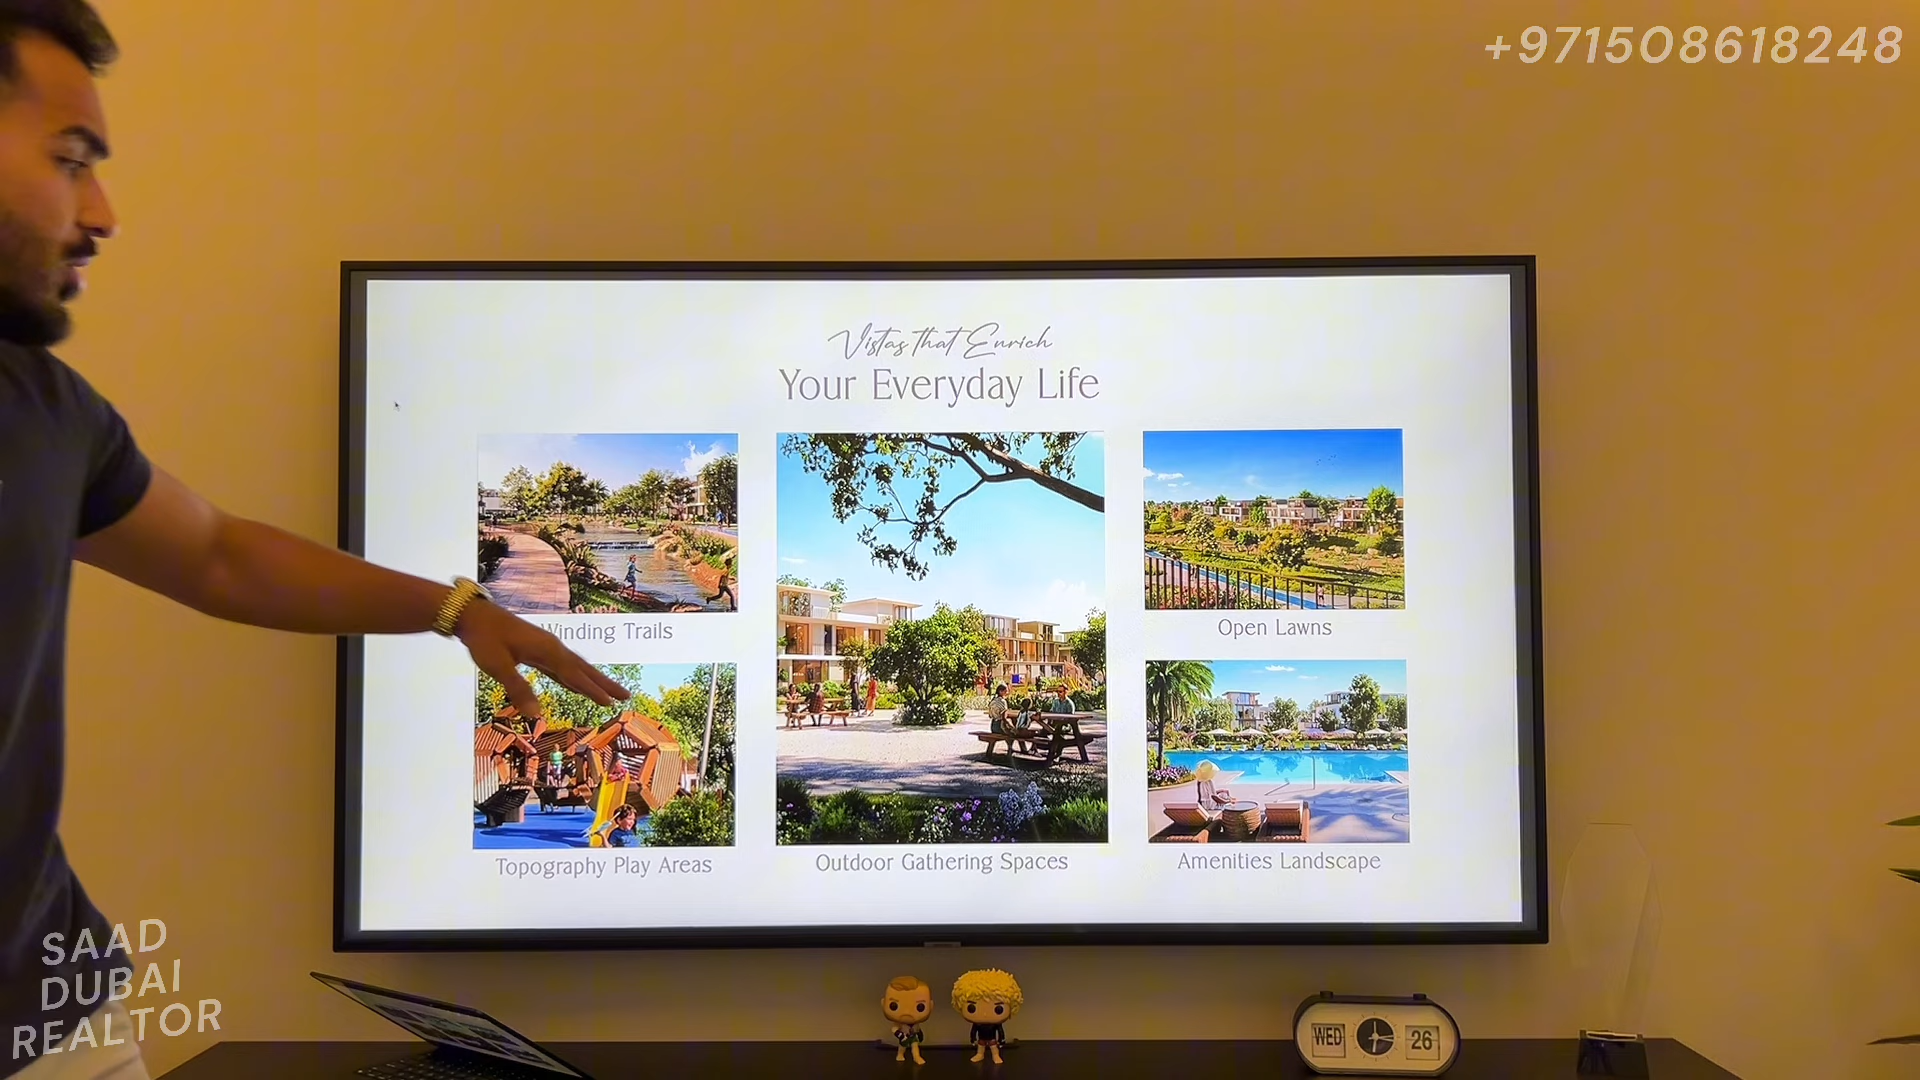 +971508618248
Vistas that Enrich
Your Everyday Life
Winding Trails
Open Lawns
Topography Play Areas
Outdoor Gathering Spaces
Amenities Landscape
SAAD
DUBAI
REALTOR
WED
26